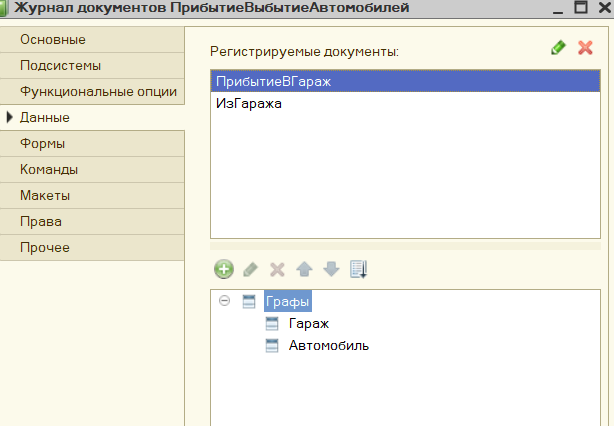 Журнал документов ПрибытиеВыбытиеАвтомобилей
Основные
Подсистемы
Функциональные опции
Данные
Формы
Команды
Макеты
Права
Прочее
Регистрируемые документы:
ПрибытиеВГараж
ИзГаража
Графы
Гараж
Автомобиль